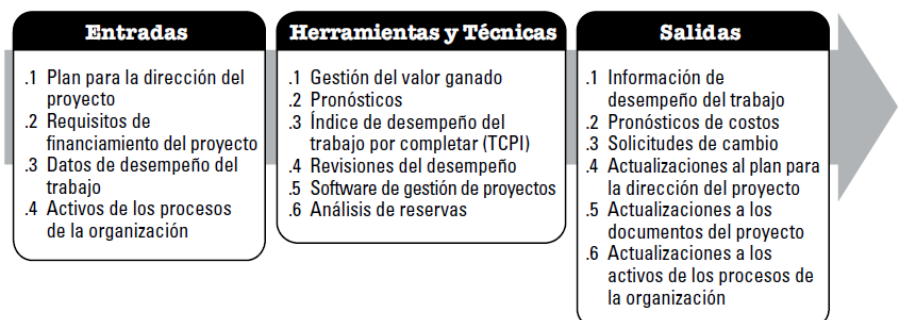 Entradas
.1 Plan para la dirección del
proyecto
.2 Requisitos de
financiamiento del proyecto
.3 Datos de desempeño del
trabajo
.4 Activos de los procesos
de la organización
Herramientas y Técnicas
.1 Gestión del valor ganado
.2 Pronósticos
.3 Índice de desempeño del
trabajo por completar (TCPI)
.4 Revisiones del desempeño
.5 Software de gestión de proyectos
.6 Análisis de reservas
Salidas
.1 Información de
desempeño del trabajo
.2 Pronósticos de costos
.3 Solicitudes de cambio
.4 Actualizaciones al plan para
la dirección del proyecto
.5 Actualizaciones a los
documentos del proyecto
.6 Actualizaciones a los
activos de los procesos de
la organización